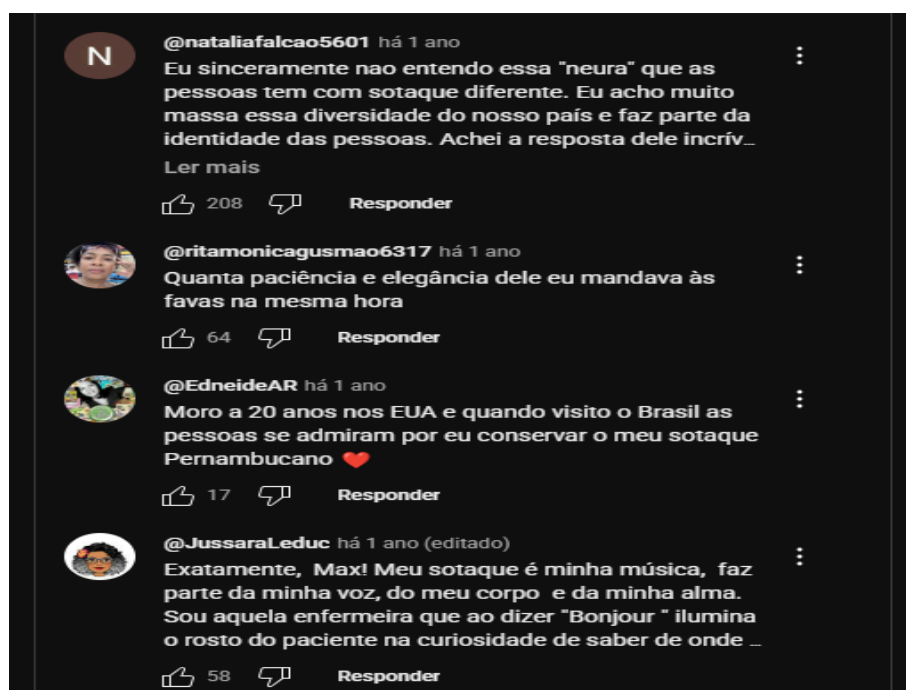 N
@nataliafalcao5601 há 1 ano
Eu sinceramente nao entendo essa "neura" que as
pessoas tem com sotaque diferente. Eu acho muito
massa essa diversidade do nosso país e faz parte da
identidade das pessoas. Achei a resposta dele incrív...
Ler mais
208 Responder
@ritamonicagusmao6317 há 1 ano
Quanta paciência e elegância dele eu mandava às
favas na mesma hora
64 Responder
@EdneideAR há 1 ano
Moro a 20 anos nos EUA e quando visito o Brasil as
pessoas se admiram por eu conservar o meu sotaque
Pernambucano ❤️
17 Responder
@JussaraLeduc há 1 ano (editado)
Exatamente, Max! Meu sotaque é minha música, faz
parte da minha voz, do meu corpo e da minha alma.
Sou aquela enfermeira que ao dizer "Bonjour " ilumina
o rosto do paciente na curiosidade de saber de onde ...
58 Responder